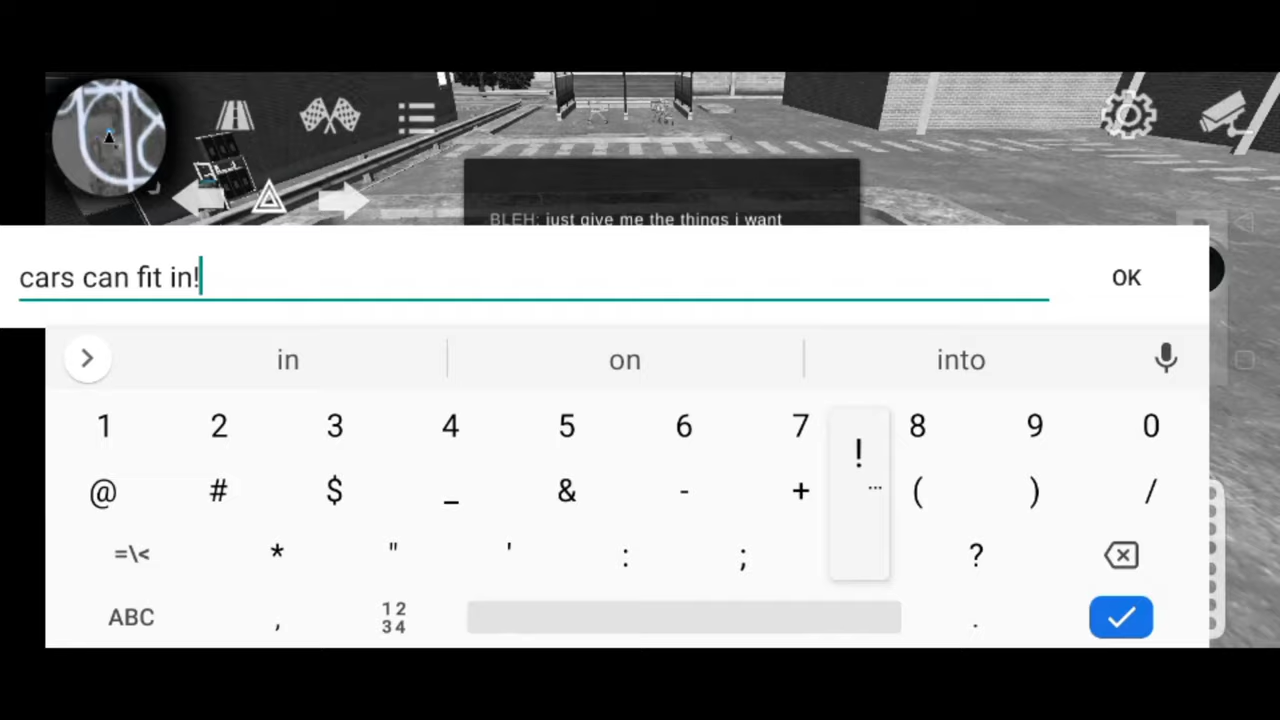 BLEH: just give me the things i want
cars can fit in!
OK
in on into
1 2 3 4 5 6 7 8 9 0
@ # $ _ & - + ! ... ( ) /
=\< * " ' : ; ?
ABC , 12 34 .